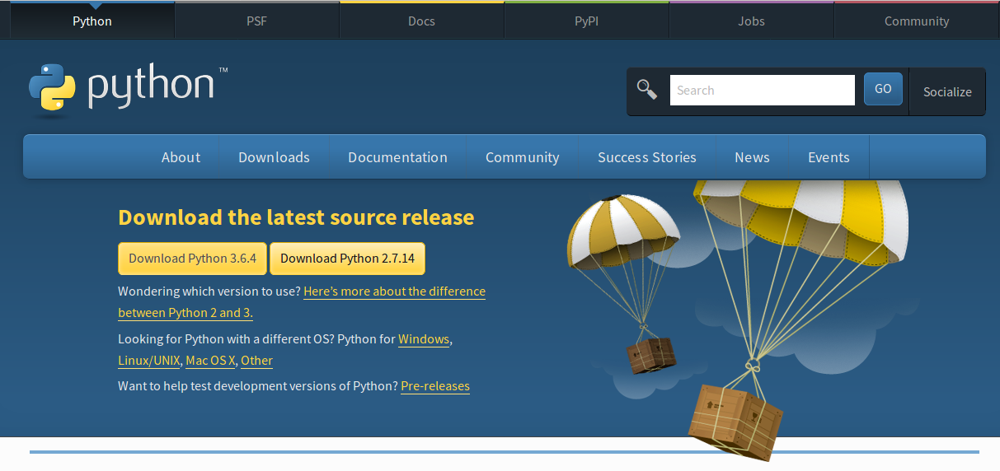 Python PSF Docs PyPI Jobs Community
python™
Search GO Socialize
About Downloads Documentation Community Success Stories News Events
Download the latest source release
Download Python 3.6.4 Download Python 2.7.14
Wondering which version to use? Here's more about the difference
between Python 2 and 3.
Looking for Python with a different OS? Python for Windows,
Linux/UNIX, Mac OS X, Other
Want to help test development versions of Python? Pre-releases